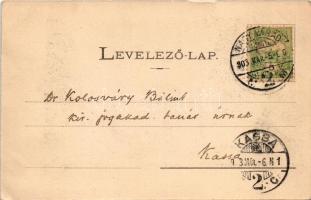 LEVELEZŐ-LAP.
Dr Kolosváry Bálint
kir. jogakad. tanár úrnak
Kassa
KASSA